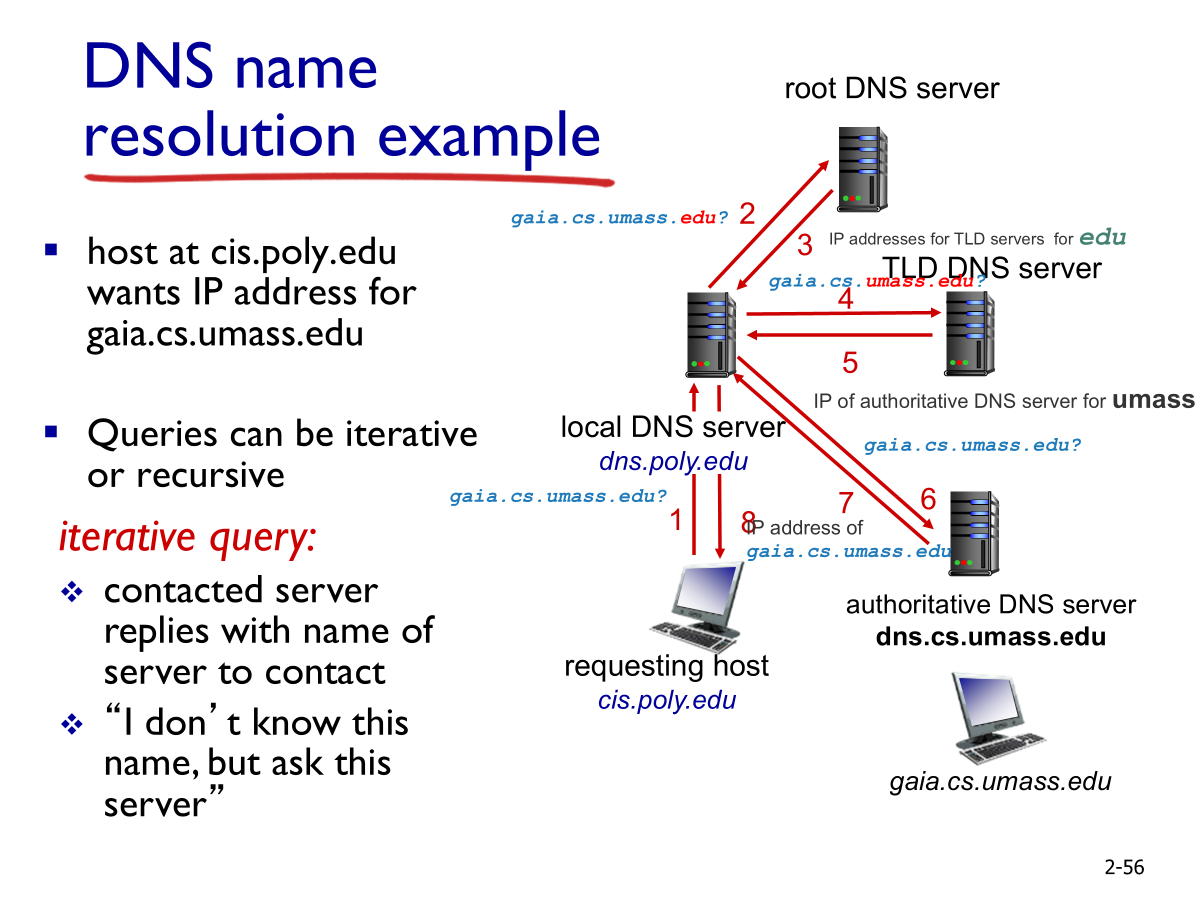 DNS name
resolution example
▪ host at cis.poly.edu
wants IP address for
gaia.cs.umass.edu
▪ Queries can be iterative
or recursive
iterative query:
❖ contacted server
replies with name of
server to contact
❖ “I don’t know this
name, but ask this
server”
root DNS server
gaia.cs.umass.edu?
2
3
IP addresses for TLD servers for edu
TLD DNS server
gaia.cs.umass.edu?
4
5
IP of authoritative DNS server for umass
local DNS server
dns.poly.edu
gaia.cs.umass.edu?
gaia.cs.umass.edu?
1
8
7
6
IP address of
gaia.cs.umass.edu
authoritative DNS server
dns.cs.umass.edu
requesting host
cis.poly.edu
gaia.cs.umass.edu
2-56